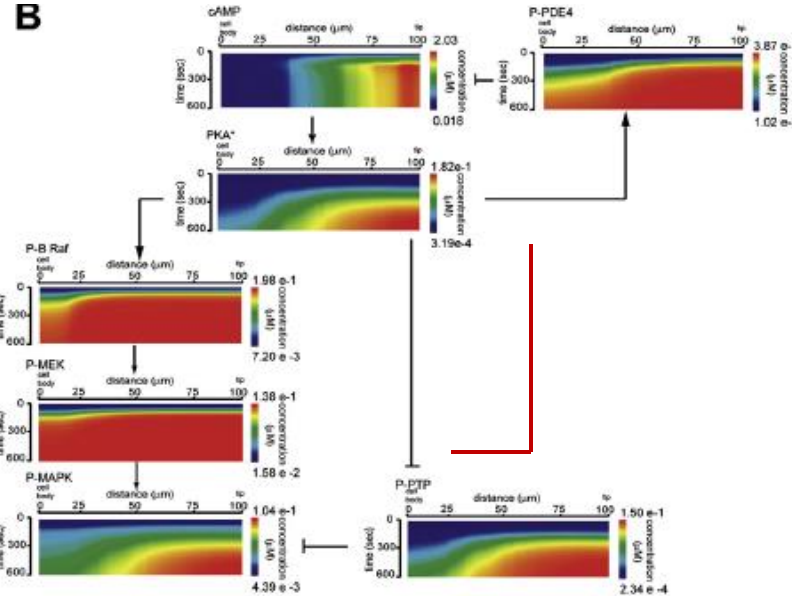 B
cAMP
cell body
distance (μm)
tip
0 25 50 75 100
time (sec)
0
300
600
2.03
concentration (μM)
0.018
P-PDE4
cell body
distance (μm)
tip
0 25 50 75 100
time (sec)
0
300
600
3.87 e-
concentration (μM)
1.02 e-
PKA*
cell body
distance (μm)
tip
0 25 50 75 100
time (sec)
0
300
600
1.82e-1
concentration (μM)
3.19e-4
P-B Raf
cell body
distance (μm)
tip
0 25 50 75 100
time (sec)
0
300
600
1.98 e-1
concentration (μM)
7.20 e -3
P-MEK
cell body
distance (μm)
tip
0 25 50 75 100
time (sec)
0
300
600
1.38 e-1
concentration (μM)
1.58 e -2
P-MAPK
cell body
distance (μm)
tip
0 25 50 75 100
time (sec)
0
300
600
1.04 e-1
concentration (μM)
4.39 e -3
P-PTP
cell body
distance (μm)
tip
0 25 50 75 100
time (sec)
0
300
600
1.50 e-1
concentration (μM)
2.34 e -4